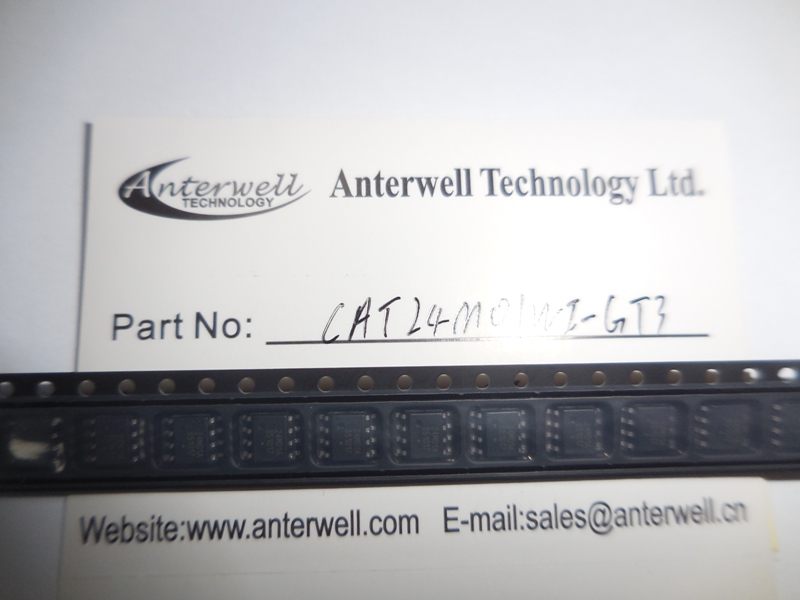 Anterwell
TECHNOLOGY
Anterwell Technology Ltd.
Part No: CAT24M01WI-GT3
Website:www.anterwell.com E-mail:sales@anterwell.cn